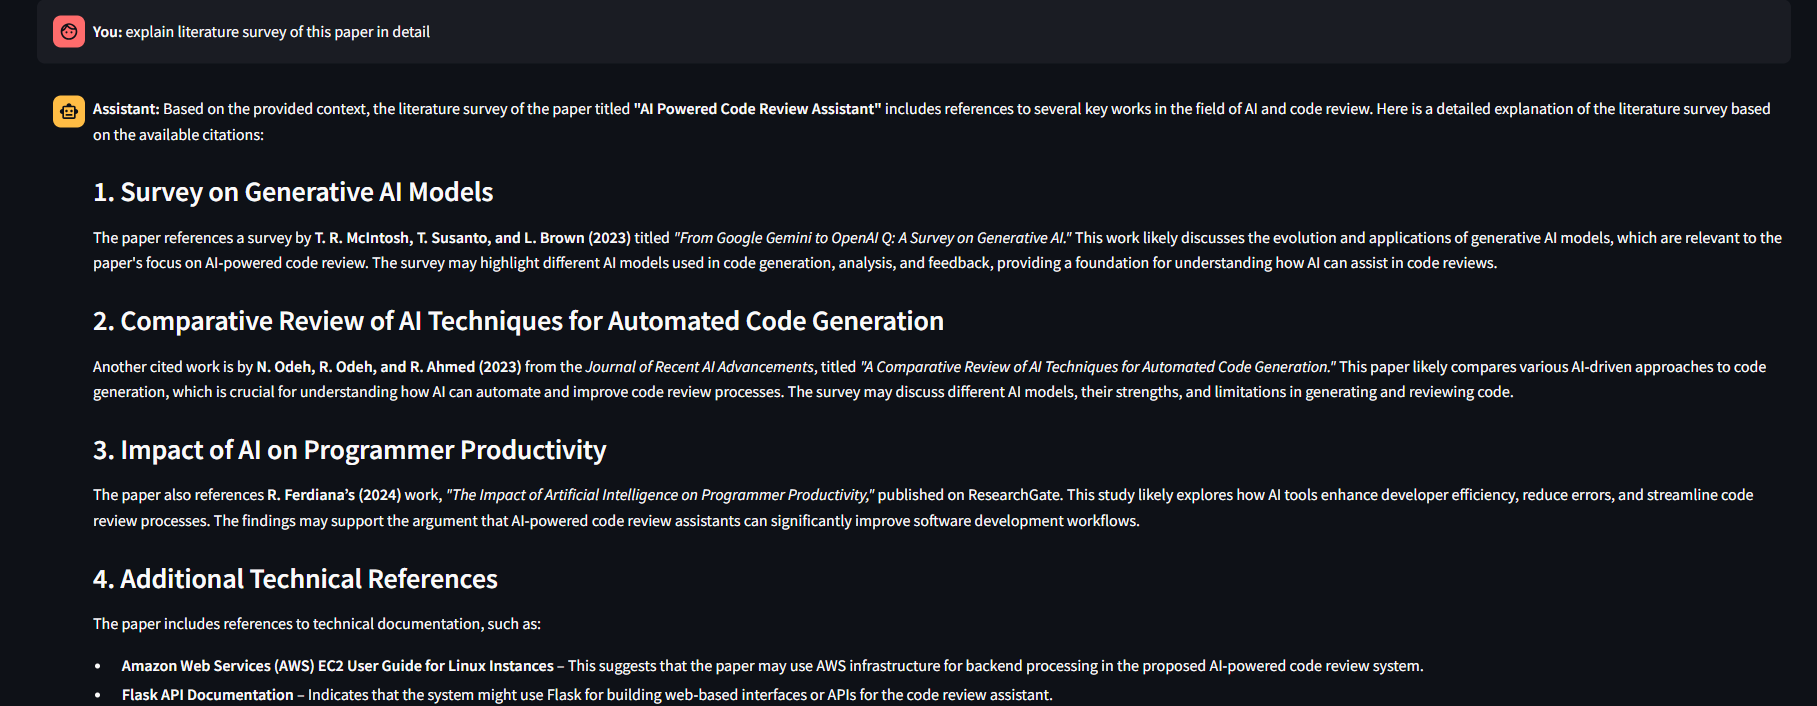 You: explain literature survey of this paper in detail
Assistant: Based on the provided context, the literature survey of the paper titled "AI Powered Code Review Assistant" includes references to several key works in the field of AI and code review. Here is a detailed explanation of the literature survey based
on the available citations:
1. Survey on Generative AI Models
The paper references a survey by T. R. McIntosh, T. Susanto, and L. Brown (2023) titled "From Google Gemini to OpenAI Q: A Survey on Generative AI." This work likely discusses the evolution and applications of generative AI models, which are relevant to the
paper's focus on AI-powered code review. The survey may highlight different AI models used in code generation, analysis, and feedback, providing a foundation for understanding how AI can assist in code reviews.
2. Comparative Review of AI Techniques for Automated Code Generation
Another cited work is by N. Odeh, R. Odeh, and R. Ahmed (2023) from the Journal of Recent AI Advancements, titled "A Comparative Review of AI Techniques for Automated Code Generation." This paper likely compares various AI-driven approaches to code
generation, which is crucial for understanding how AI can automate and improve code review processes. The survey may discuss different AI models, their strengths, and limitations in generating and reviewing code.
3. Impact of AI on Programmer Productivity
The paper also references R. Ferdiana’s (2024) work, "The Impact of Artificial Intelligence on Programmer Productivity," published on ResearchGate. This study likely explores how AI tools enhance developer efficiency, reduce errors, and streamline code
review processes. The findings may support the argument that AI-powered code review assistants can significantly improve software development workflows.
4. Additional Technical References
The paper includes references to technical documentation, such as:
• Amazon Web Services (AWS) EC2 User Guide for Linux Instances – This suggests that the paper may use AWS infrastructure for backend processing in the proposed AI-powered code review system.
• Flask API Documentation – Indicates that the system might use Flask for building web-based interfaces or APIs for the code review assistant.